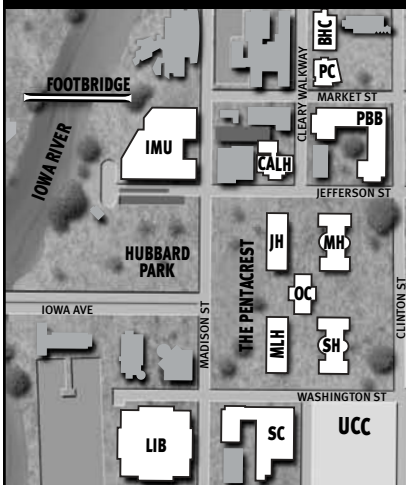 BHC
CLEARY WALKWAY
PC
FOOTBRIDGE
MARKET ST
PBB
IOWA RIVER
IMU
CALH
JEFFERSON ST
HUBBARD
PARK
THE PENTACREST
JH
MH
OC
IOWA AVE
MADISON ST
CLINTON ST
MLH
SH
WASHINGTON ST
LIB
SC
UCC